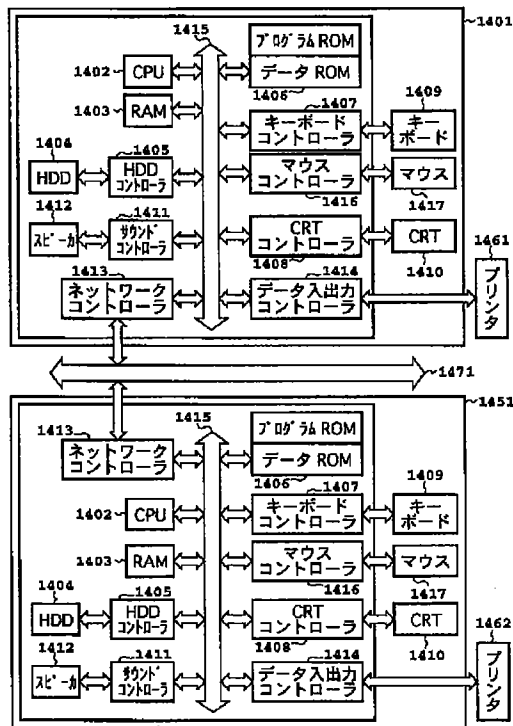 1401
1415
プログラムROM
データROM
1406
1402
CPU
1403
RAM
1407
キーボード
コントローラ
1409
キー
ボード
1404
HDD
1405
HDD
コントローラ
マウス
コントローラ
1416
マウス
1417
1412
スピーカ
1411
サウンド
コントローラ
CRT
コントローラ
1408
CRT
1410
1461
プリンタ
1413
ネットワーク
コントローラ
1414
データ入出力
コントローラ
1471
1451
1415
プログラムROM
データROM
1406
1413
ネットワーク
コントローラ
1402
CPU
1407
キーボード
コントローラ
1409
キー
ボード
1403
RAM
マウス
コントローラ
1416
マウス
1417
1404
HDD
1405
HDD
コントローラ
CRT
コントローラ
1408
CRT
1410
1462
プリンタ
1412
スピーカ
1411
サウンド
コントローラ
1414
データ入出力
コントローラ